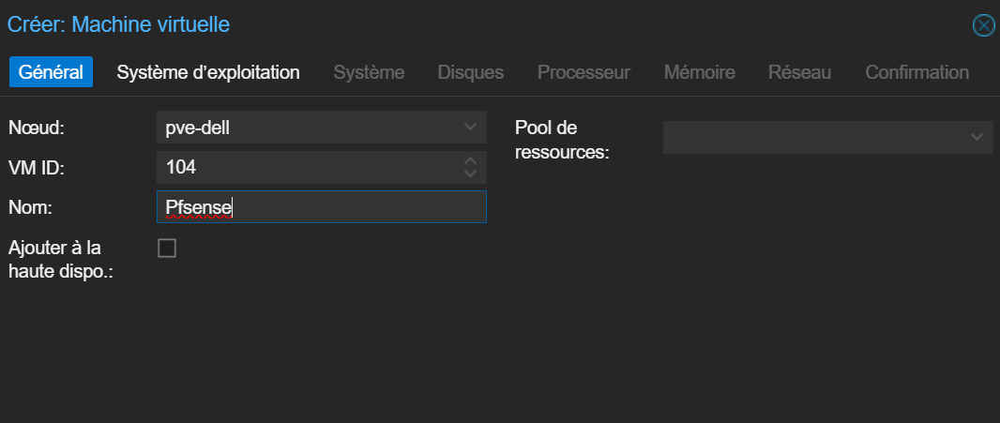 Créer: Machine virtuelle
Général Système d'exploitation Système Disques Processeur Mémoire Réseau Confirmation
Nœud: pve-dell
VM ID: 104
Nom: Pfsense
Ajouter à la
haute dispo.:
Pool de
ressources: